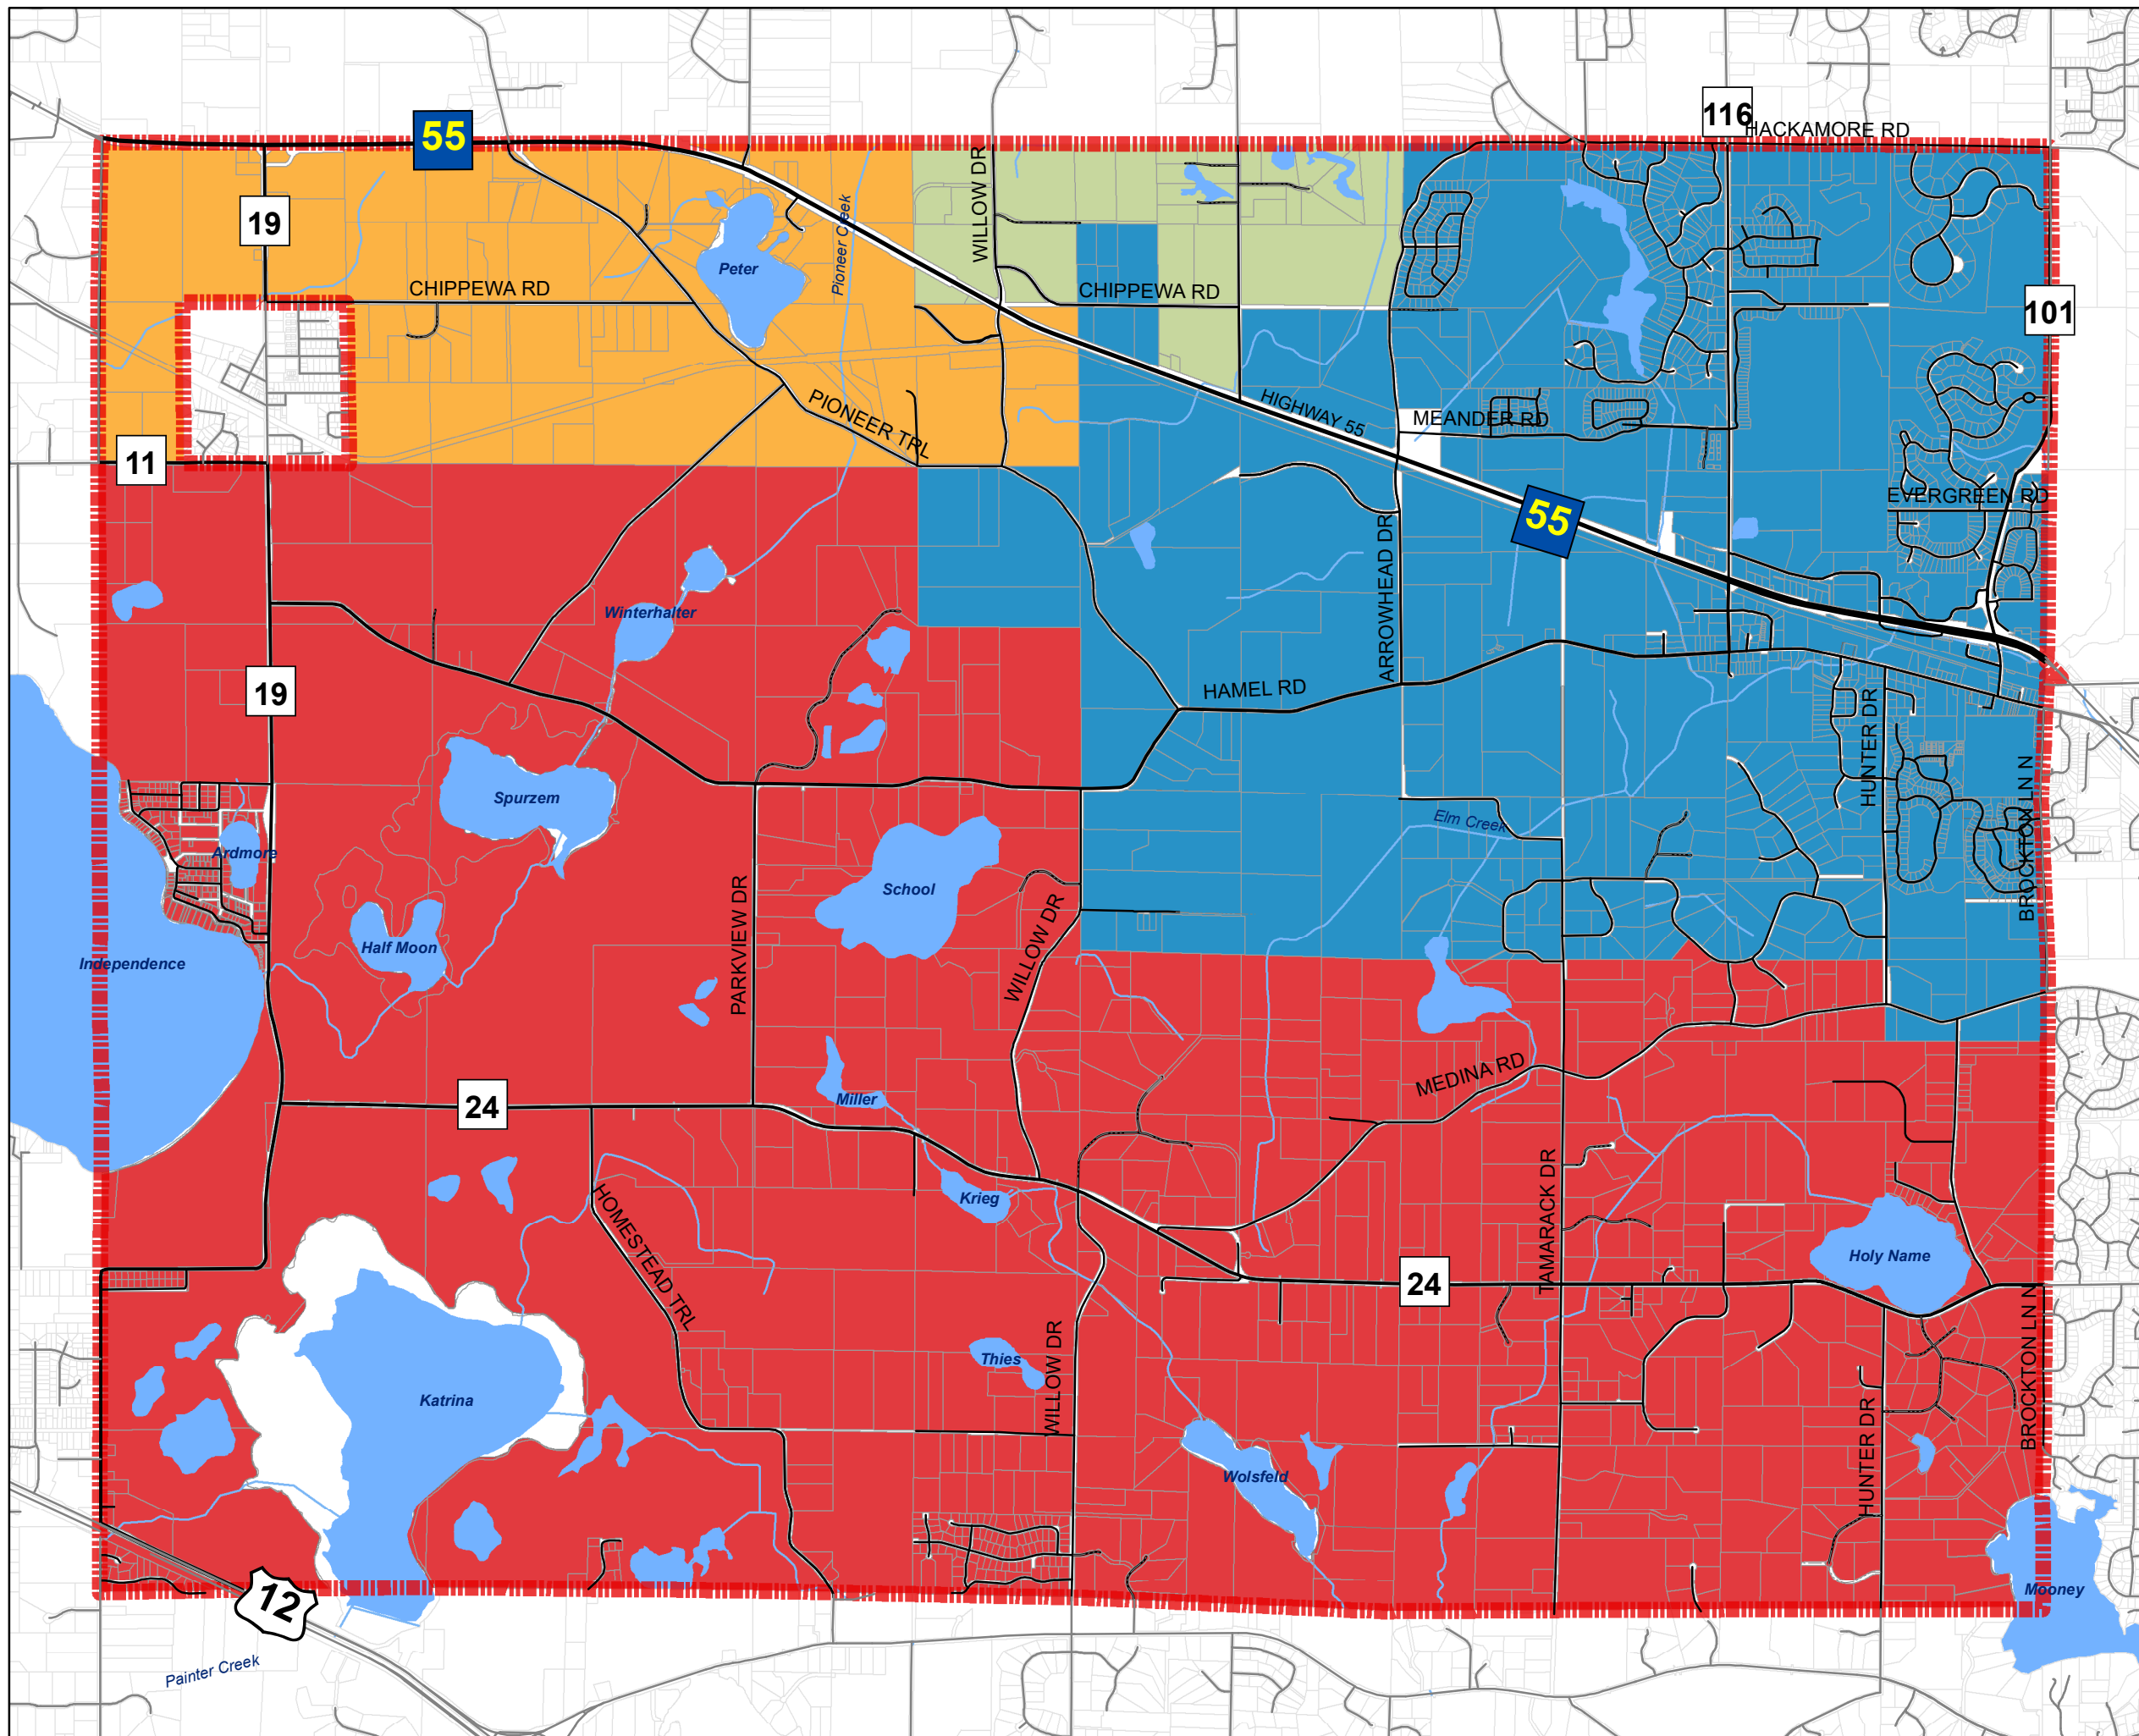 116
HACKAMORE RD
55
19
WILLOW DR
Pioneer Creek
Peter
CHIPPEWA RD
CHIPPEWA RD
101
PIONEER TRL
HIGHWAY 55
MEANDER RD
11
55
EVERGREEN RD
ARROWHEAD DR
Winterhalter
19
HAMEL RD
HUNTER DR
Spurzem
BROCKTON LN N
Elm Creek
Ardmore
School
PARKVIEW DR
WILLOW DR
Half Moon
Independence
MEDINA RD
24
Miller
Krieg
TAMARACK DR
HOMESTEAD TRL
Holy Name
24
BROCKTON LN N
Thies
WILLOW DR
Katrina
HUNTER DR
Wolsfeld
Mooney
12
Painter Creek